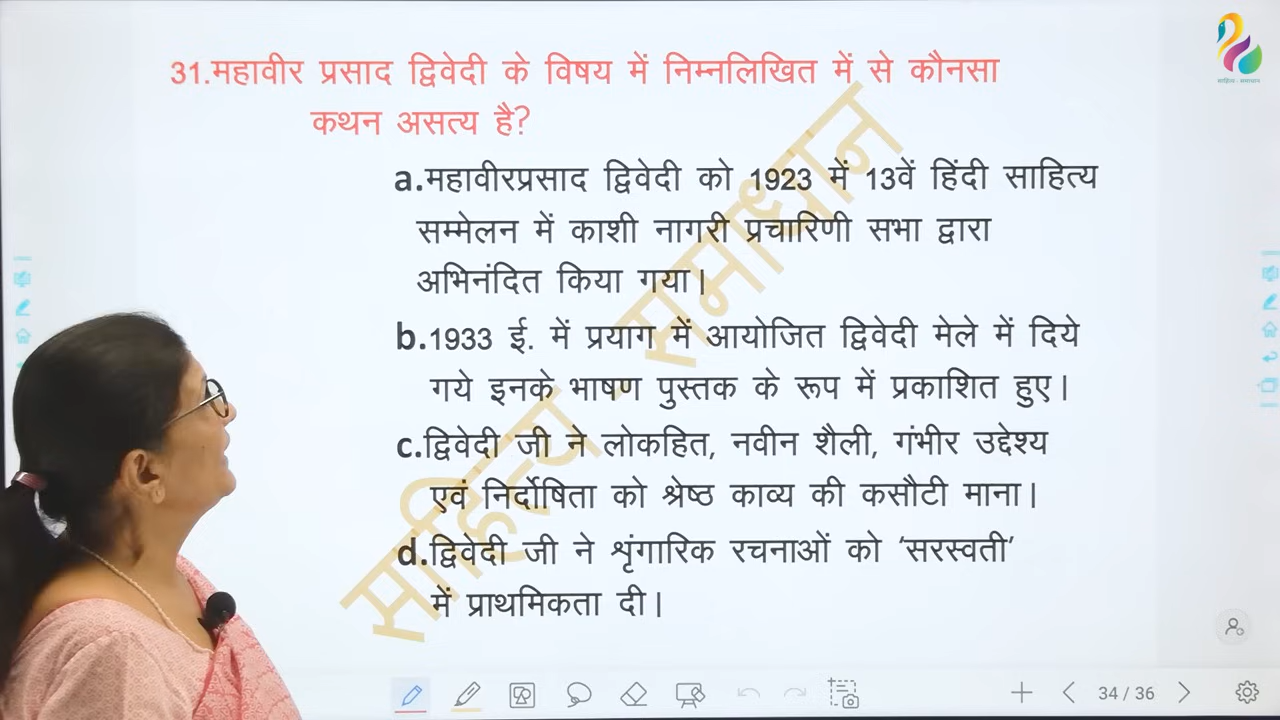 31.महावीर प्रसाद द्विवेदी के विषय में निम्नलिखित में से कौनसा
कथन असत्य है?
a.महावीरप्रसाद द्विवेदी को 1923 में 13वें हिंदी साहित्य
सम्मेलन में काशी नागरी प्रचारिणी सभा द्वारा
अभिनंदित किया गया।
b.1933 ई. में प्रयाग में आयोजित द्विवेदी मेले में दिये
गये इनके भाषण पुस्तक के रूप में प्रकाशित हुए।
c.द्विवेदी जी ने लोकहित, नवीन शैली, गंभीर उद्देश्य
एवं निर्दोषिता को श्रेष्ठ काव्य की कसौटी माना।
d.द्विवेदी जी ने शृंगारिक रचनाओं को ‘सरस्वती’
में प्राथमिकता दी।
साहित्य - समाधान
साहित्य - समाधान
34 / 36